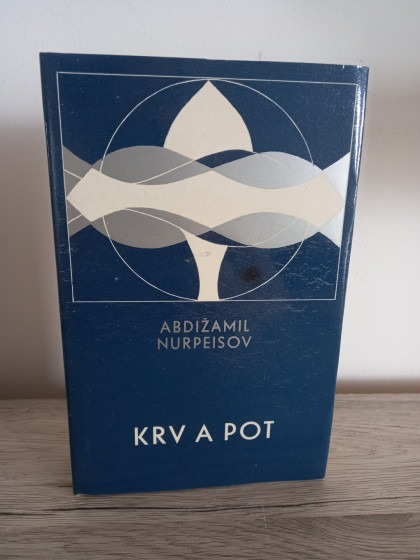 ABDIŽAMIL
NURPEISOV
KRV A POT